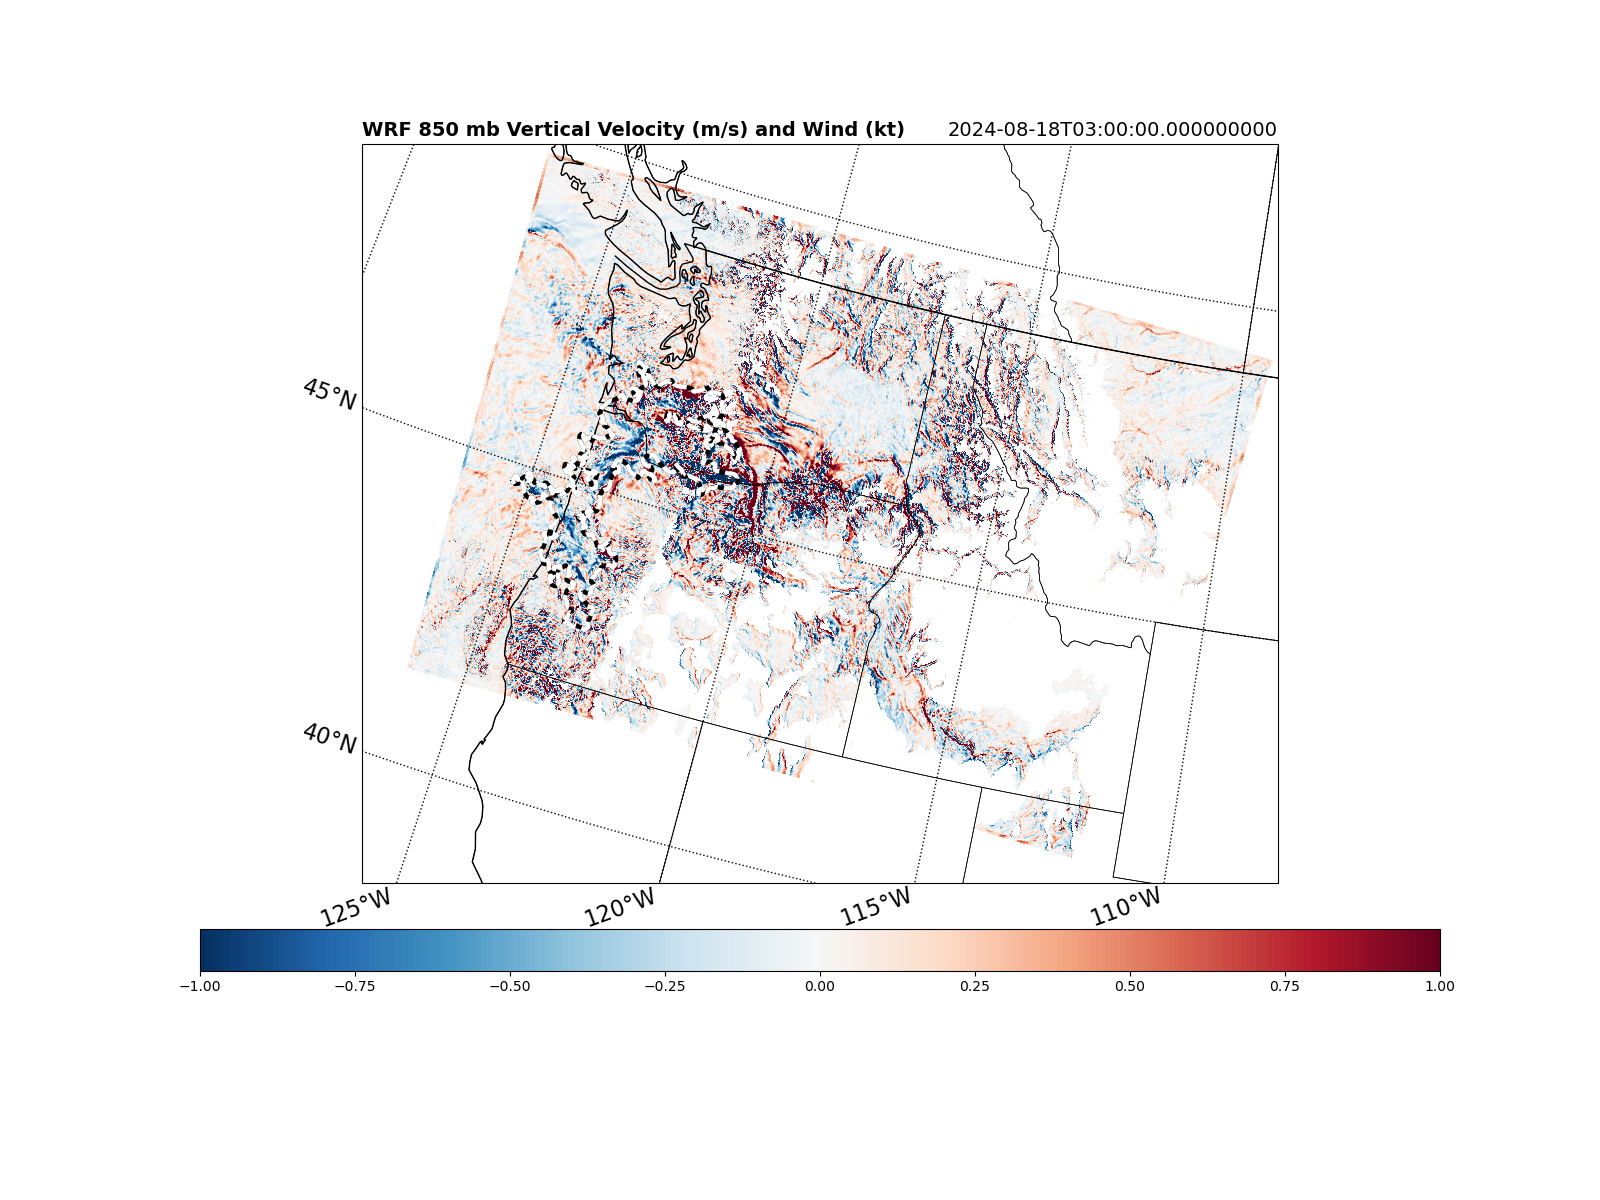 WRF 850 mb Vertical Velocity (m/s) and Wind (kt) 2024-08-18T03:00:00.000000000
45°N
40°N
125°W 120°W 115°W 110°W
−1.00 −0.75 −0.50 −0.25 0.00 0.25 0.50 0.75 1.00